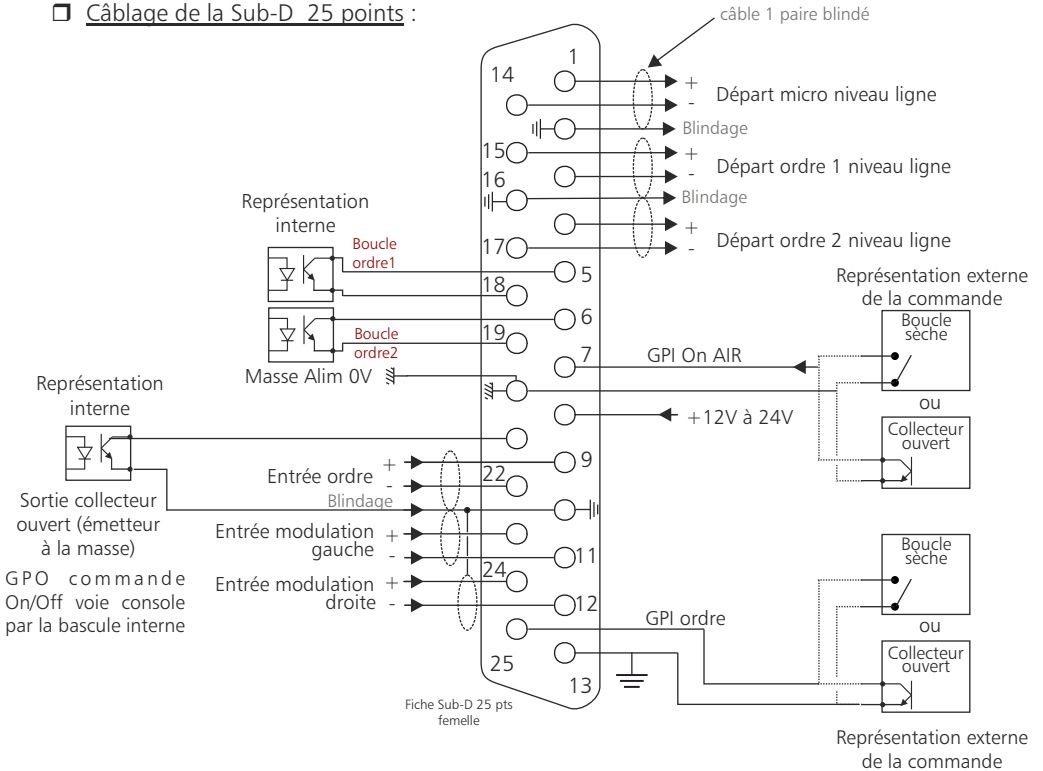 Câblage de la Sub-D 25 points :
câble 1 paire blindé
1
14
+
-
Départ micro niveau ligne
Blindage
15
+
-
Départ ordre 1 niveau ligne
16
Blindage
+
-
Départ ordre 2 niveau ligne
17
Représentation
interne
Boucle
ordre1
5
18
6
19
Boucle
ordre2
Masse Alim 0V
7
GPI On AIR
Représentation externe
de la commande
Boucle
sèche
ou
Collecteur
ouvert
+12V à 24V
Représentation
interne
Sortie collecteur
ouvert (émetteur
à la masse)
GPO commande
On/Off voie console
par la bascule interne
Entrée ordre
+
-
9
22
Blindage
Entrée modulation
gauche
+
-
11
24
Entrée modulation
droite
+
-
12
GPI ordre
25
13
Boucle
sèche
ou
Collecteur
ouvert
Représentation externe
de la commande
Fiche Sub-D 25 pts
femelle